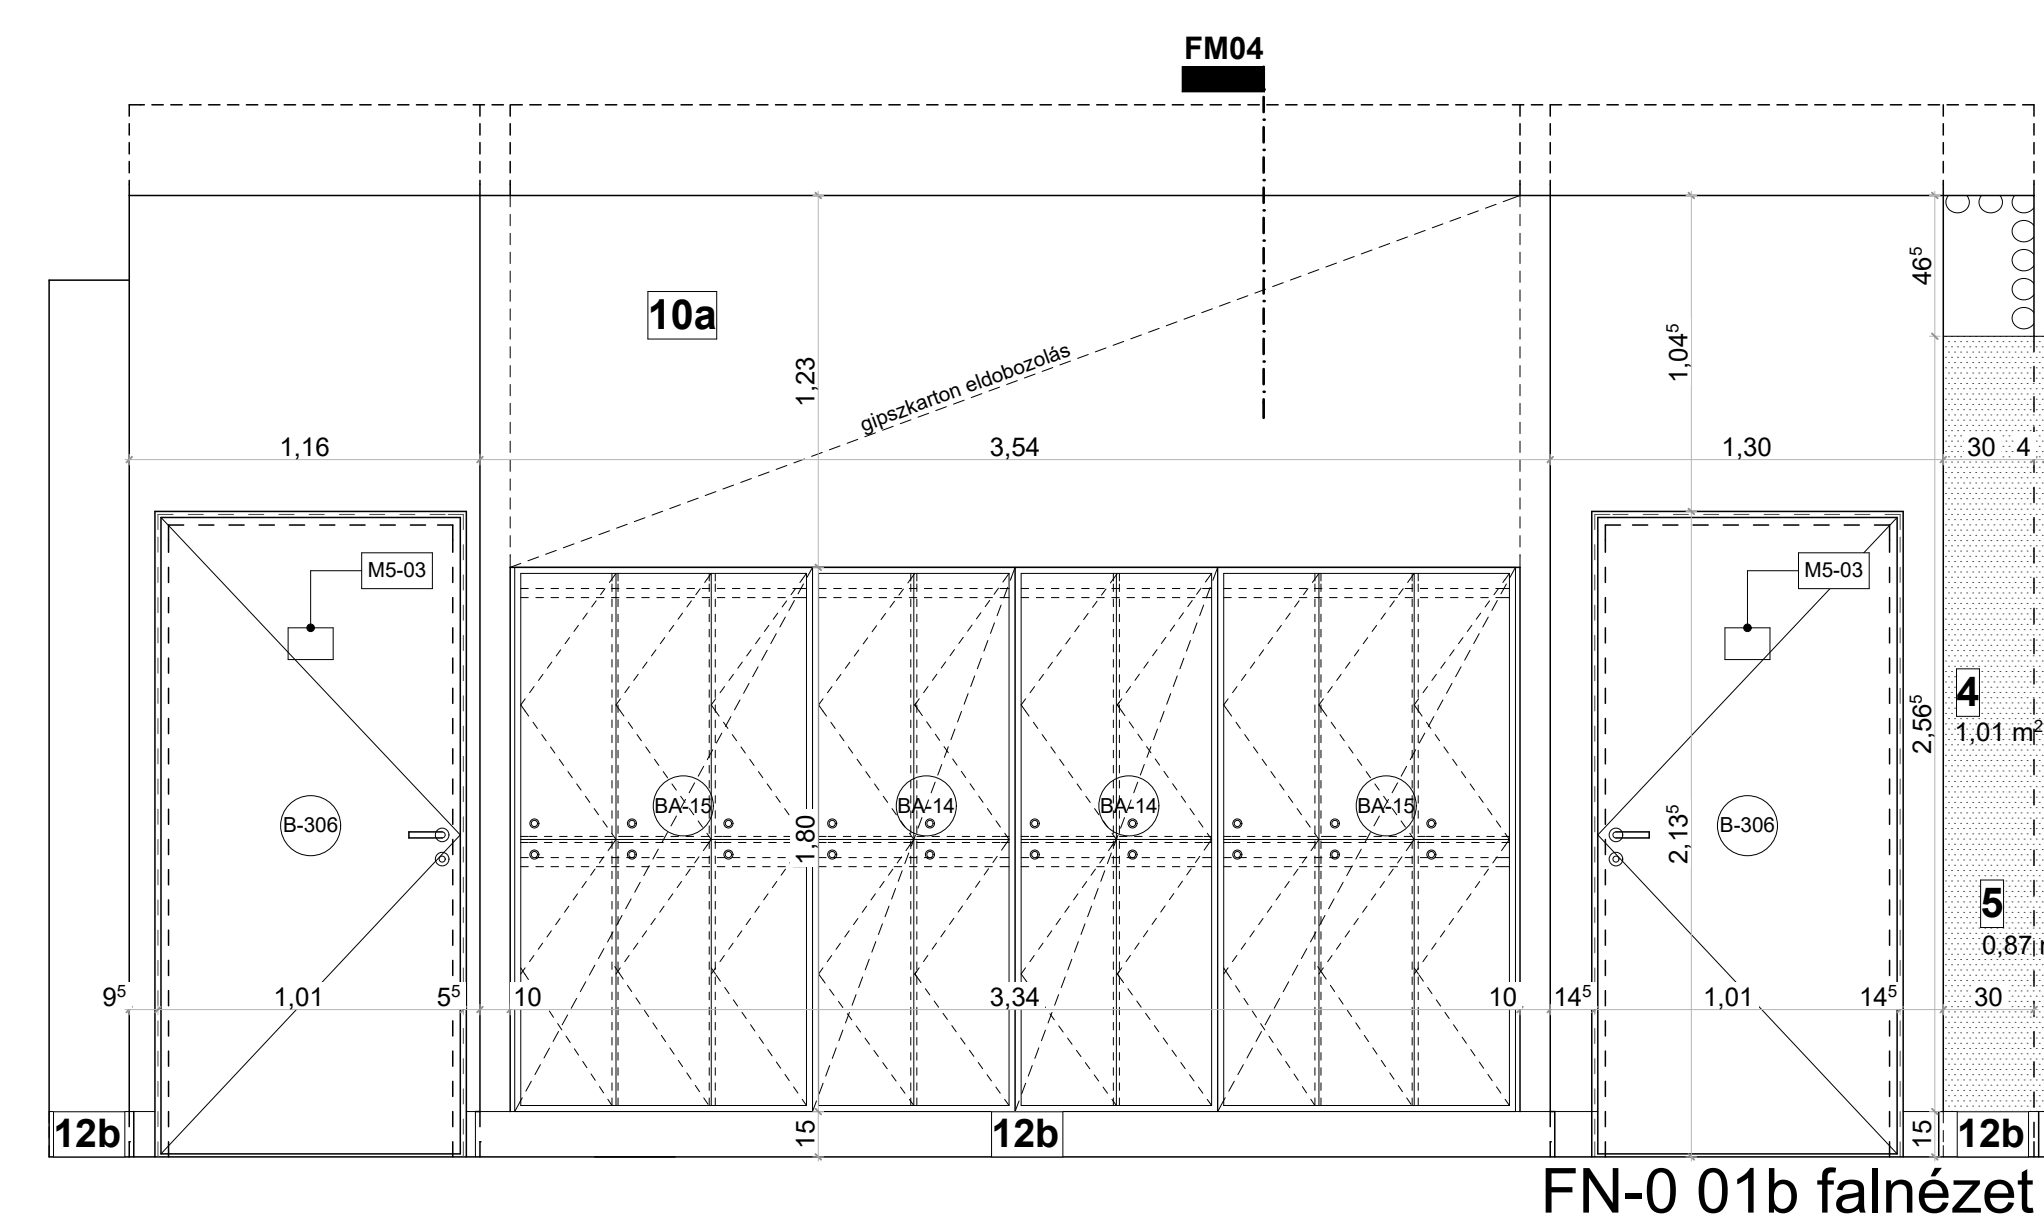 FM04
10a
gipszkarton eldobozolás
1,23
46⁵
1,04⁵
1,16
3,54
1,30
30
4
M5-03
M5-03
4
1,01 m²
2,56⁵
B-306
BA-15
BA-14
BA-14
BA-15
B-306
1,80
2,13⁵
5
0,87
9⁵
1,01
5⁵
10
3,34
10
14⁵
1,01
14⁵
30
12b
15
12b
15
12b
FN-0 01b falnézet